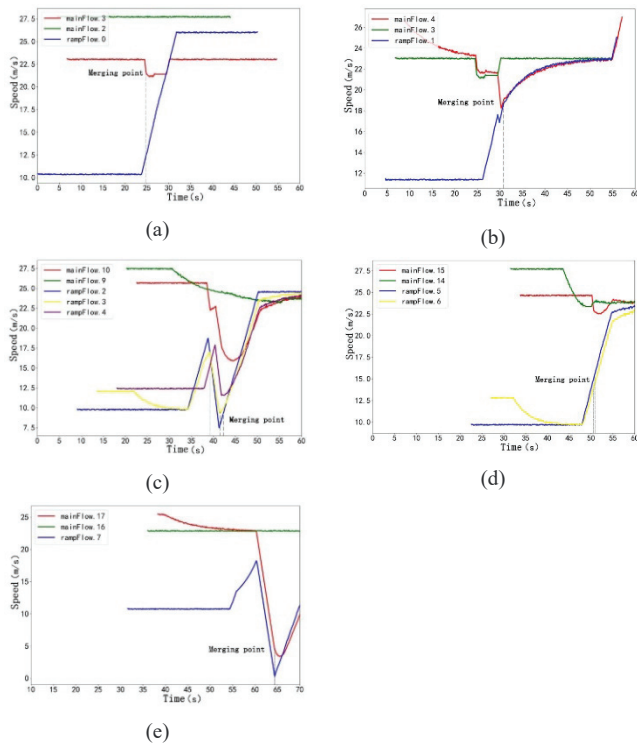 mainFlow.3
mainFlow.2
rampFlow.0
Speed(m/s)
27.5
25.0
22.5
20.0
17.5
15.0
12.5
10.0
Merging point
0 5 10 15 20 25 30 35 40 45 50 55 60
Time(s)
(a)
mainFlow.4
mainFlow.3
rampFlow.1
Speed(m/s)
26
24
22
20
18
16
14
12
Merging point
0 5 10 15 20 25 30 35 40 45 50 55 60
Time(s)
(b)
mainFlow.10
mainFlow.9
rampFlow.2
rampFlow.3
rampFlow.4
Speed(m/s)
27.5
25.0
22.5
20.0
17.5
15.0
12.5
10.0
7.5
Merging point
0 5 10 15 20 25 30 35 40 45 50 55 60
Time(s)
(c)
mainFlow.15
mainFlow.14
rampFlow.5
rampFlow.6
Speed(m/s)
27.5
25.0
22.5
20.0
17.5
15.0
12.5
10.0
Merging point
0 5 10 15 20 25 30 35 40 45 50 55 60
Time(s)
(d)
mainFlow.17
mainFlow.16
rampFlow.7
Speed(m/s)
25
20
15
10
5
0
Merging point
10 15 20 25 30 35 40 45 50 55 60 65 70
Time(s)
(e)